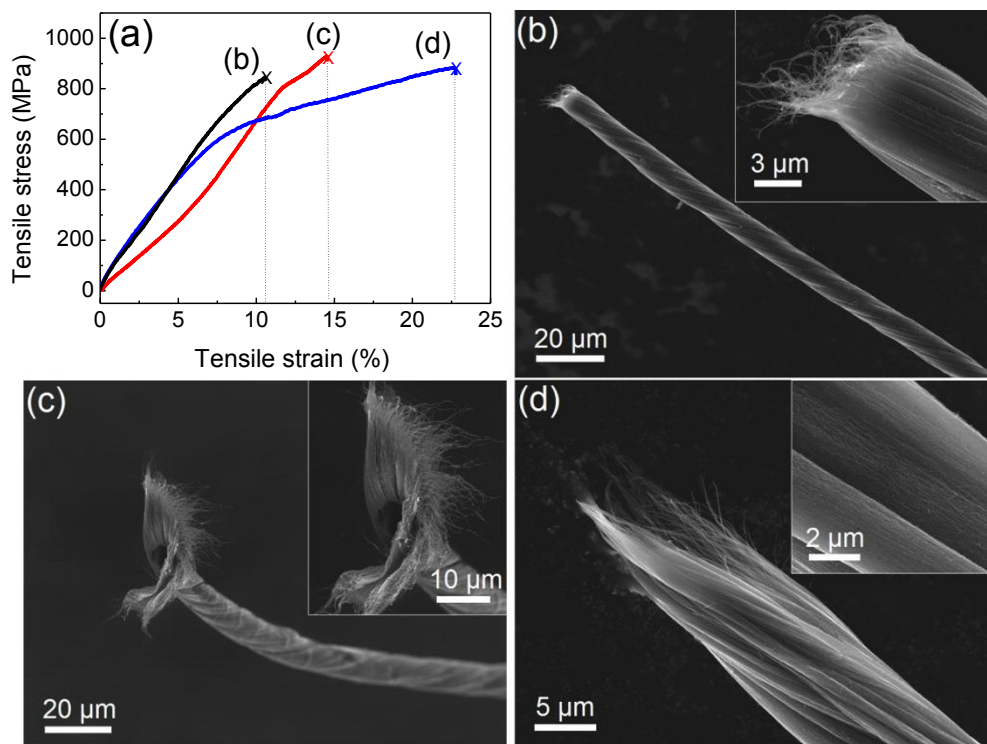 (a)
(b)
(c)
(d)
1000
800
600
400
200
0
Tensile stress (MPa)
0 5 10 15 20 25
Tensile strain (%)
(b)
3 µm
20 µm
(c)
10 µm
20 µm
(d)
2 µm
5 µm